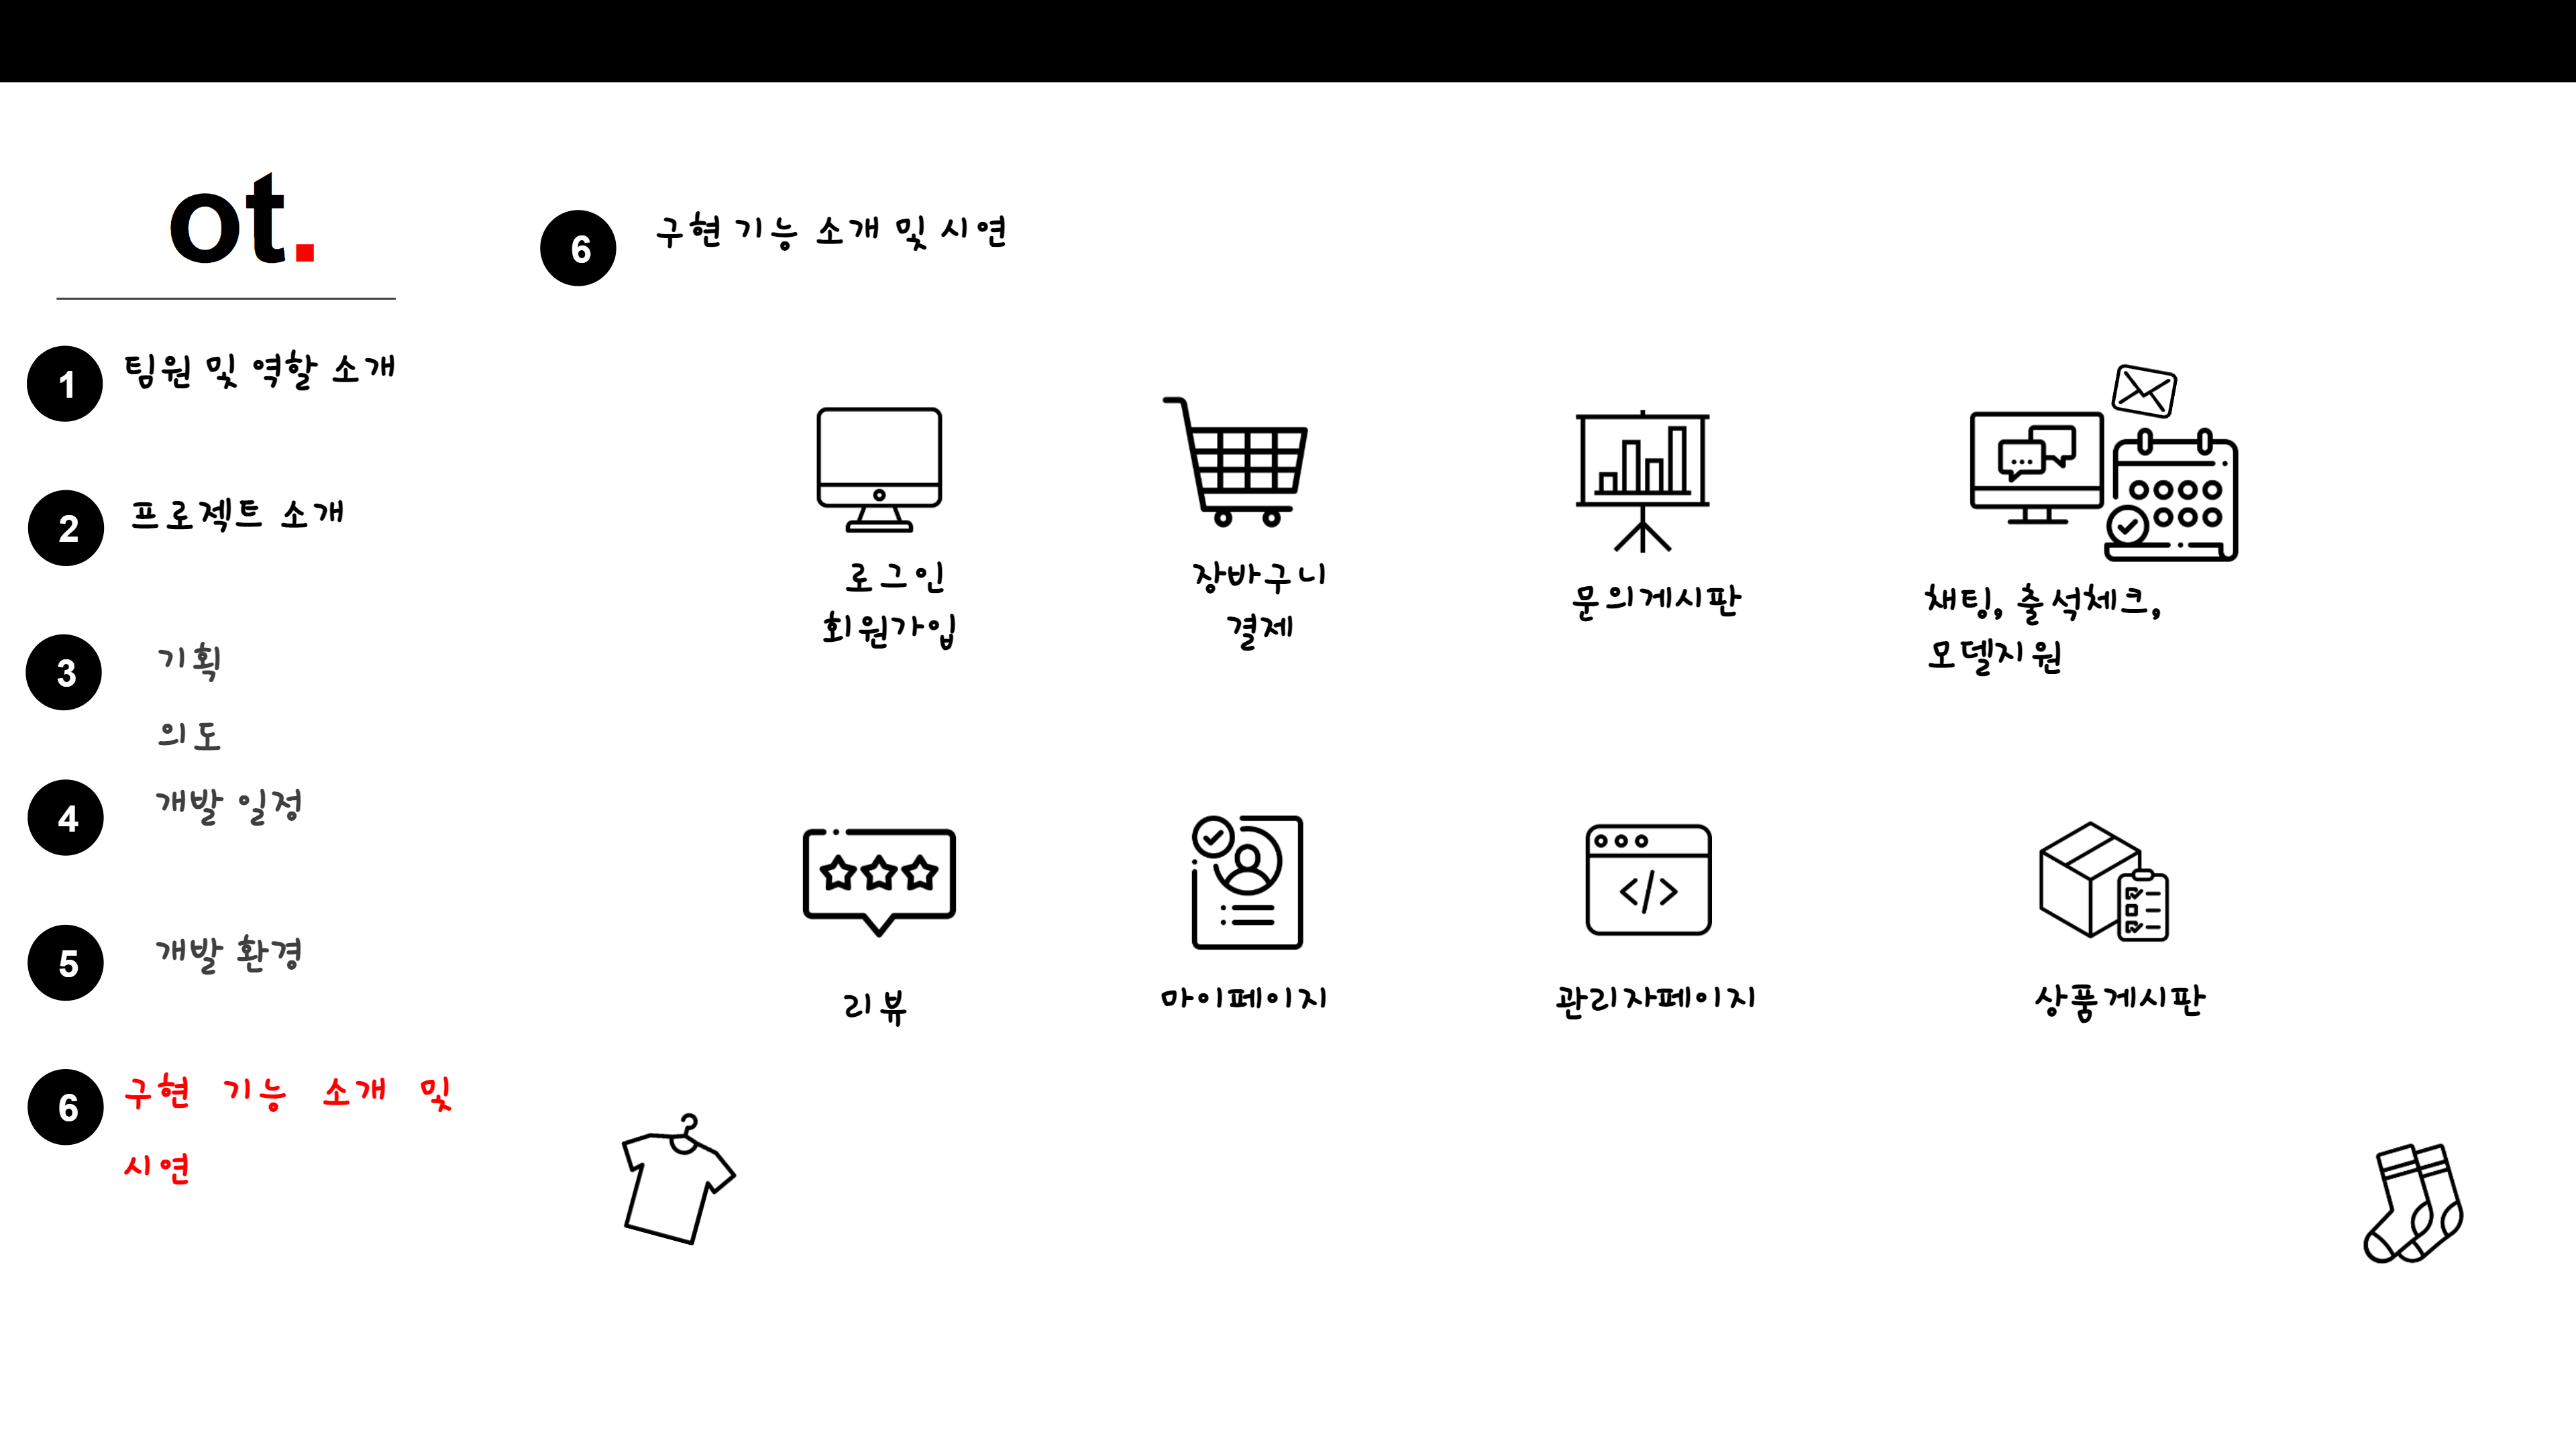 ot.
1
팀원 및 역할 소개
2
프로젝트 소개
3
기획
의도
4
개발 일정
5
개발 환경
6
구현 기능 소개 및
시연
6
구현 기능 소개 및 시연
로그인
회원가입
장바구니
결제
문의게시판
채팅, 출석체크,
모델지원
리뷰
마이페이지
관리자페이지
상품게시판